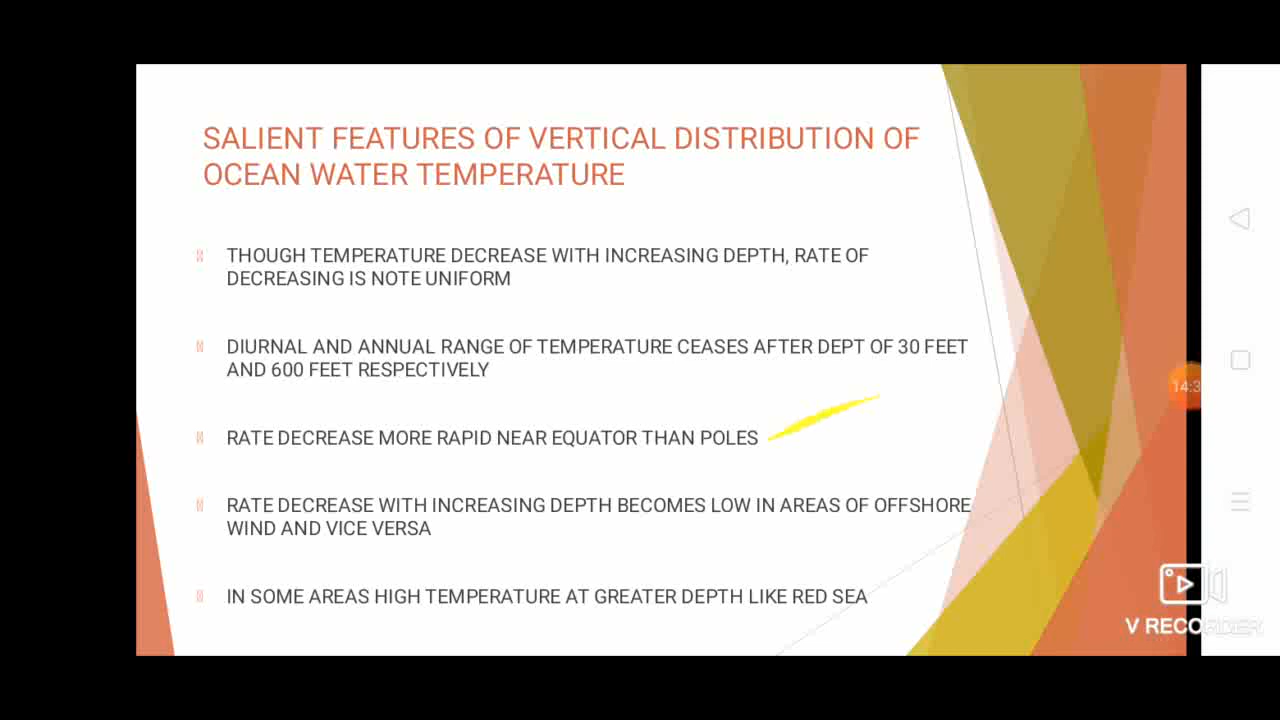 SALIENT FEATURES OF VERTICAL DISTRIBUTION OF
OCEAN WATER TEMPERATURE
THOUGH TEMPERATURE DECREASE WITH INCREASING DEPTH, RATE OF
DECREASING IS NOTE UNIFORM
DIURNAL AND ANNUAL RANGE OF TEMPERATURE CEASES AFTER DEPT OF 30 FEET
AND 600 FEET RESPECTIVELY
RATE DECREASE MORE RAPID NEAR EQUATOR THAN POLES
RATE DECREASE WITH INCREASING DEPTH BECOMES LOW IN AREAS OF OFFSHORE
WIND AND VICE VERSA
IN SOME AREAS HIGH TEMPERATURE AT GREATER DEPTH LIKE RED SEA
14:3
V RECORDER